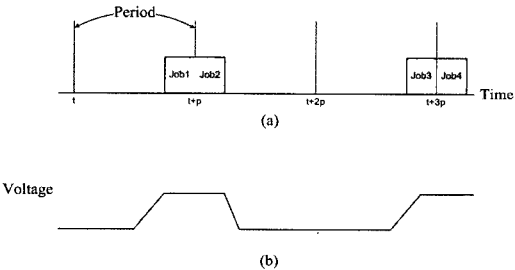 Period
Job1 Job2 Job3 Job4
t t+p t+2p t+3p Time
(a)
Voltage
(b)